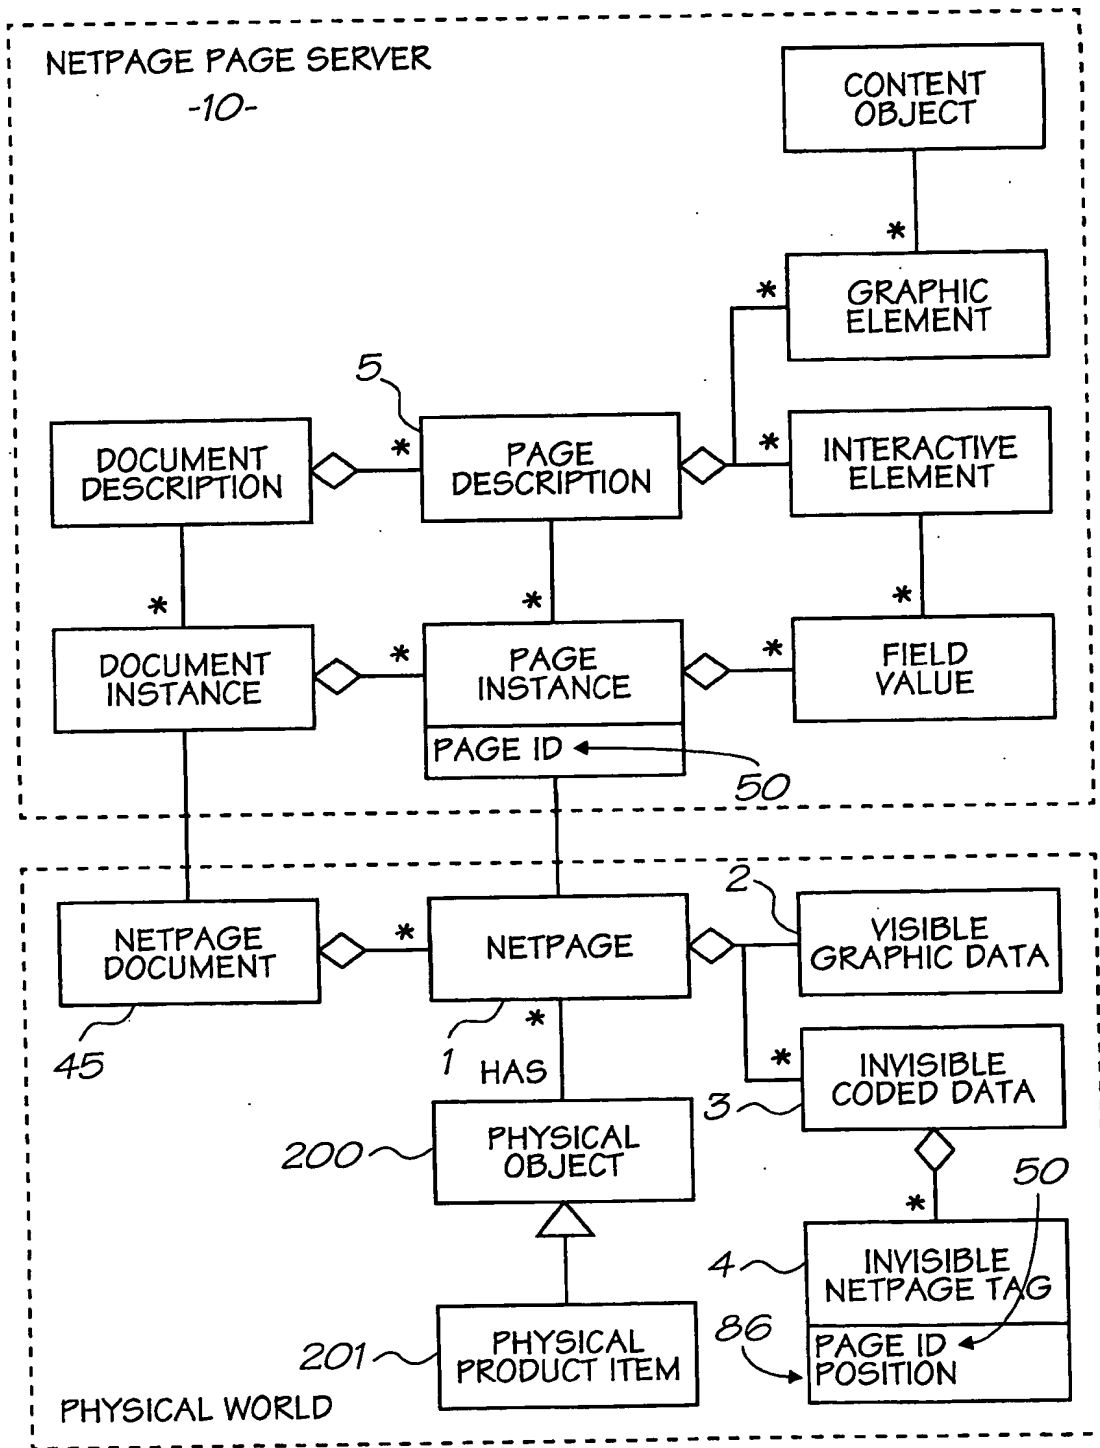 NETPAGE PAGE SERVER
-10-
CONTENT
OBJECT
*
GRAPHIC
ELEMENT
*
5
DOCUMENT
DESCRIPTION
*
PAGE
DESCRIPTION
*
INTERACTIVE
ELEMENT
*
*
*
DOCUMENT
INSTANCE
*
PAGE
INSTANCE
PAGE ID
50
*
FIELD
VALUE
2
NETPAGE
DOCUMENT
45
*
NETPAGE
1
*
HAS
VISIBLE
GRAPHIC DATA
*
INVISIBLE
CODED DATA
3
200
PHYSICAL
OBJECT
*
50
4
INVISIBLE
NETPAGE TAG
PAGE ID
POSITION
86
201
PHYSICAL
PRODUCT ITEM
PHYSICAL WORLD